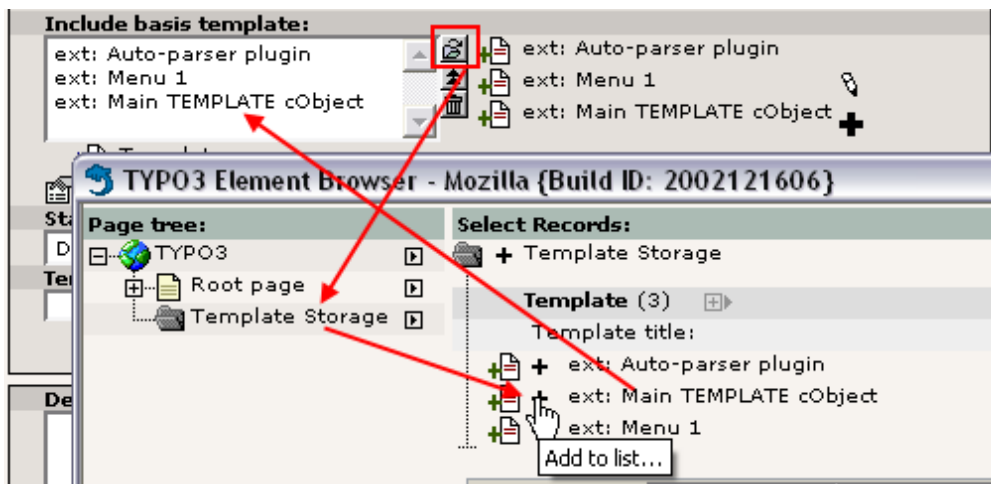 Include basis template:
ext: Auto-parser plugin
ext: Menu 1
ext: Main TEMPLATE cObject
ext: Auto-parser plugin
ext: Menu 1
ext: Main TEMPLATE cObject
TYPO3 Element Browser - Mozilla {Build ID: 2002121606}
Page tree:
TYPO3
Root page
Template Storage
Select Records:
Template Storage
Template (3)
Template title:
ext: Auto-parser plugin
ext: Main TEMPLATE cObject
ext: Menu 1
Add to list...
Sta
D
Te
De